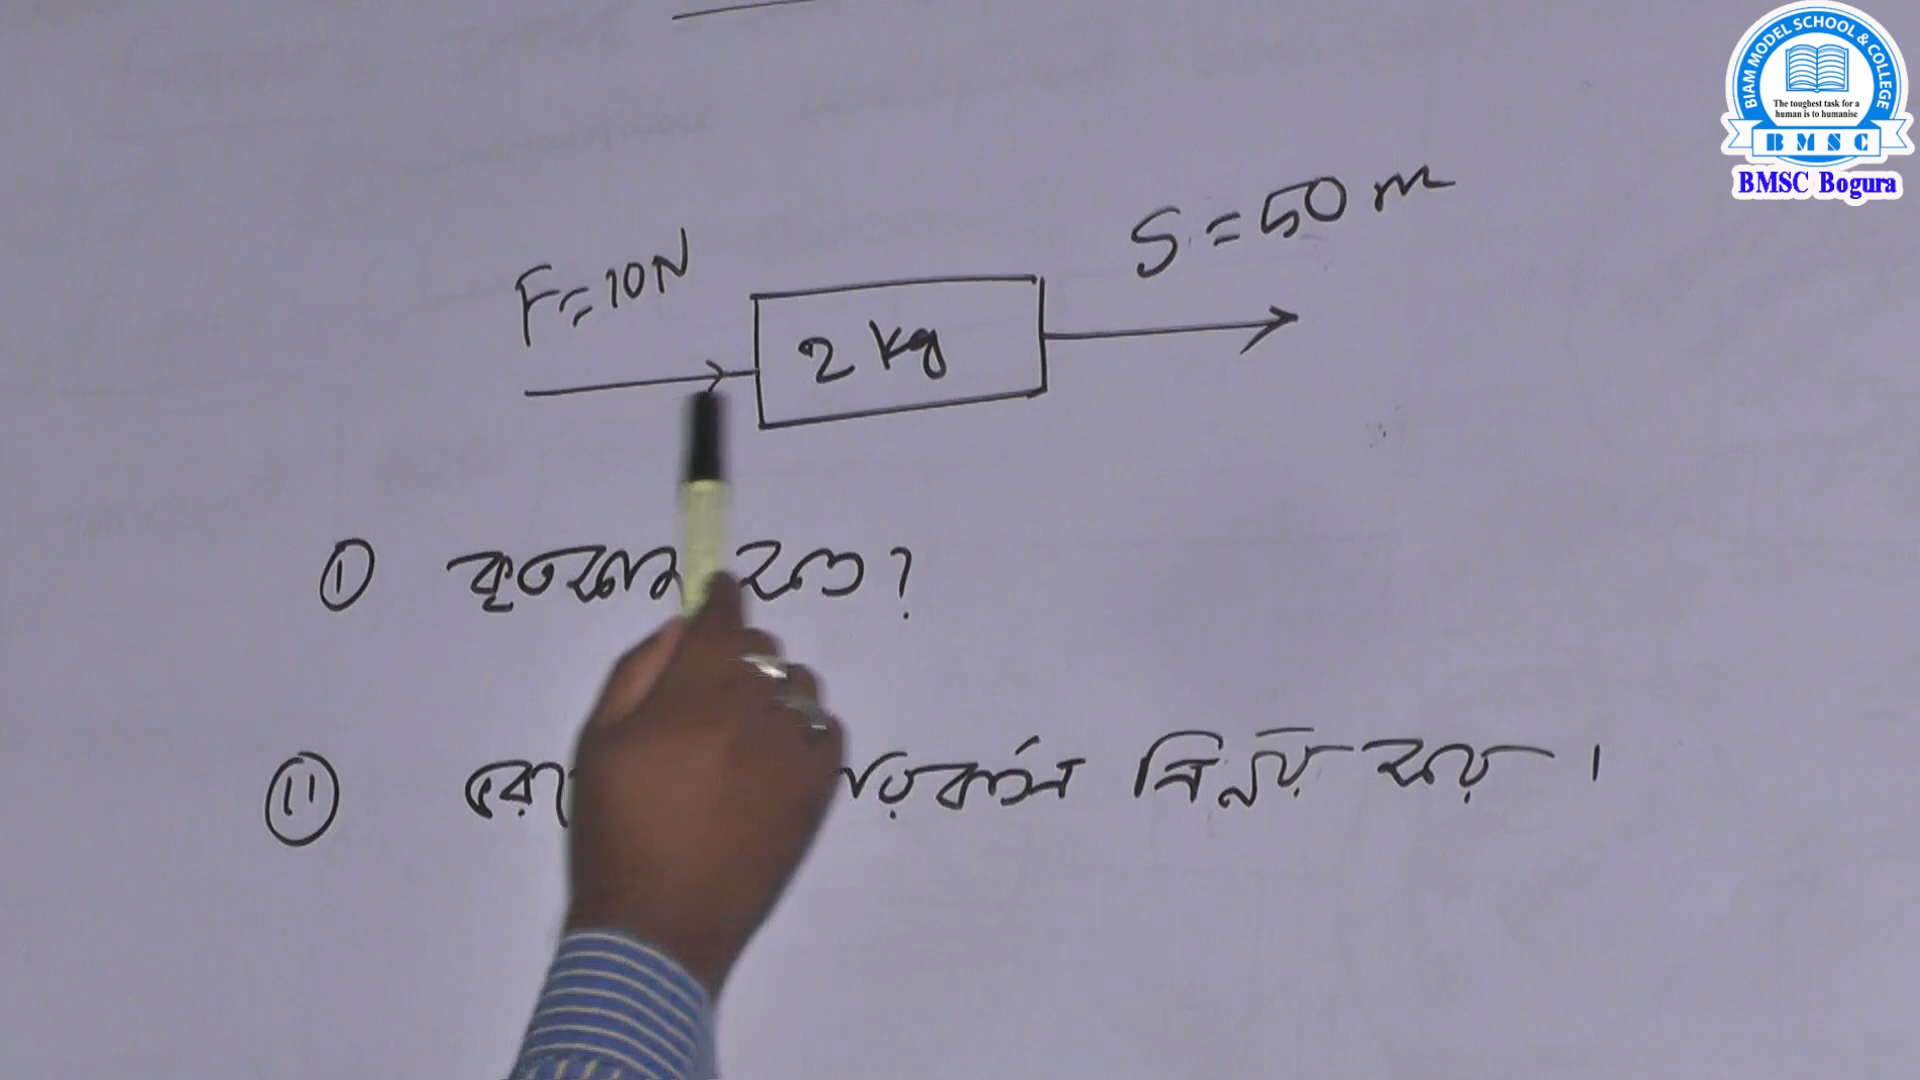 BIAM MODEL SCHOOL & COLLEGE
The toughest task for a
human is to humanise
B M S C
BMSC Bogura
S = 50 m
F = 10N
2 kg
① কৃতকাজ কত?
⑪ নির্ণয় কর ।